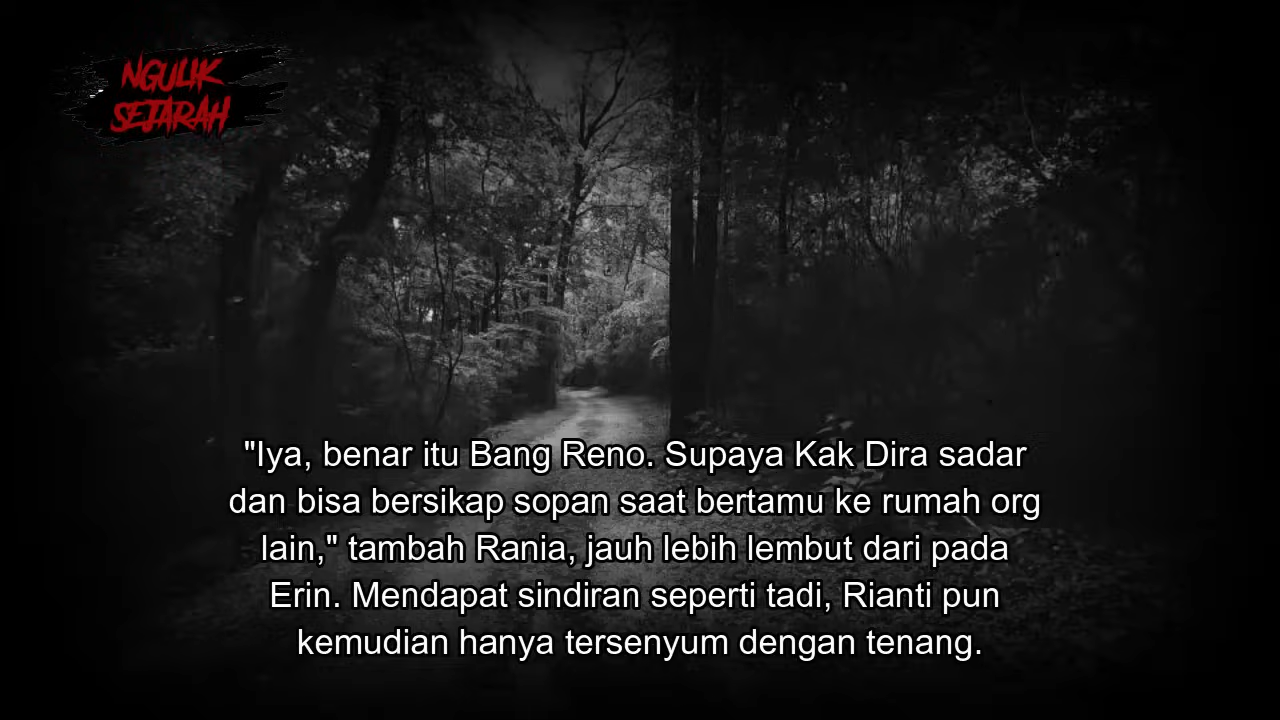 NGULIK
SEJARAH
"Iya, benar itu Bang Reno. Supaya Kak Dira sadar
dan bisa bersikap sopan saat bertamu ke rumah org
lain," tambah Rania, jauh lebih lembut dari pada
Erin. Mendapat sindiran seperti tadi, Rianti pun
kemudian hanya tersenyum dengan tenang.